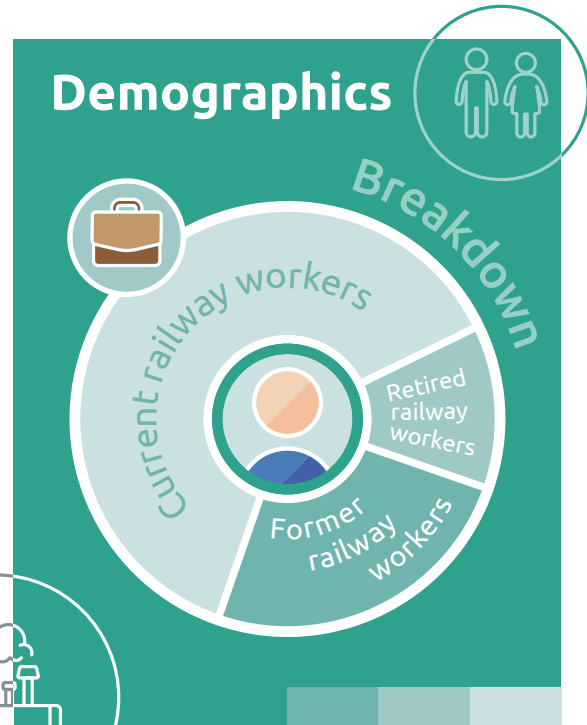 Demographics
Breakdown
Current railway workers
Retired
railway
workers
Former
railway
workers